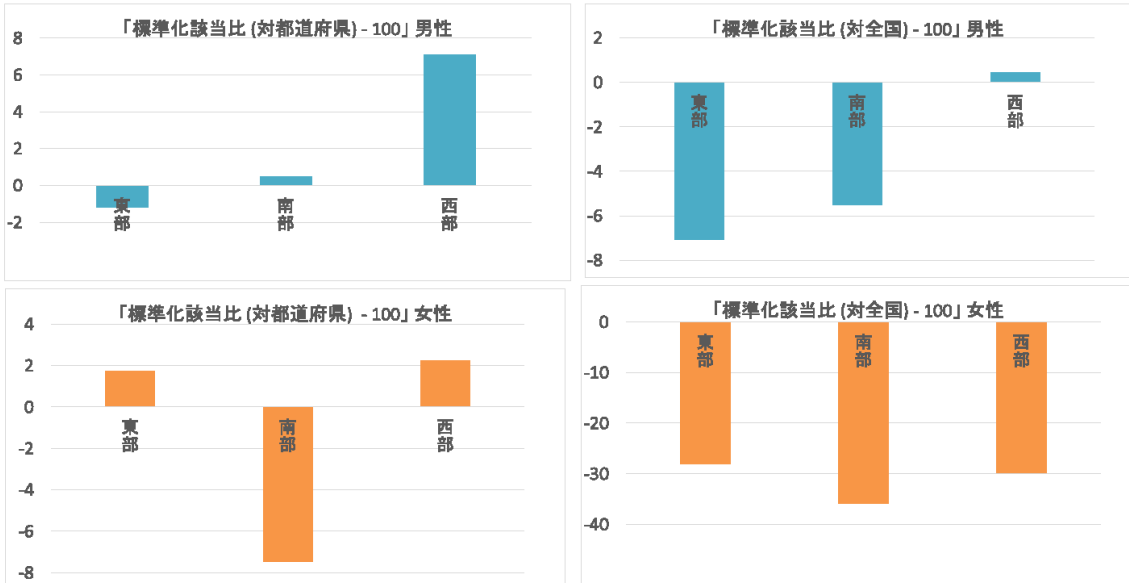 「標準化該当比 (対都道府県) - 100」 男性
8
6
4
2
0
-2
東部
南部
西部
「標準化該当比 (対全国) - 100」 男性
2
0
-2
-4
-6
-8
東部
南部
西部
「標準化該当比 (対都道府県) - 100」 女性
4
2
0
-2
-4
-6
-8
東部
南部
西部
「標準化該当比 (対全国) - 100」 女性
0
-10
-20
-30
-40
東部
南部
西部